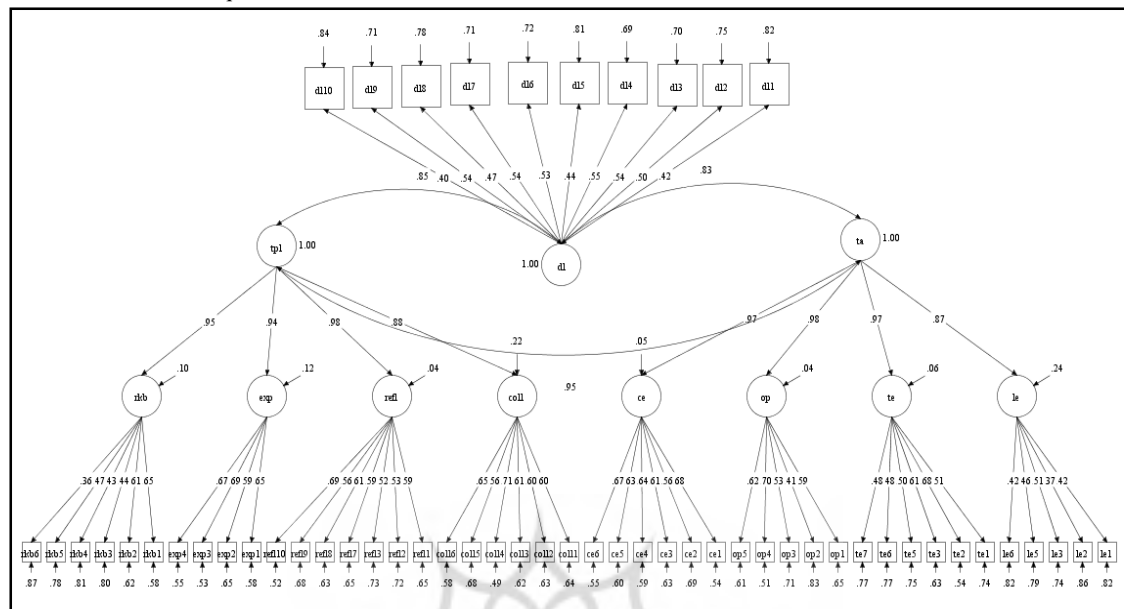 .84 .71 .78 .71 .72 .81 .69 .70 .75 .82
dl10 dl9 dl8 dl7 dl6 dl5 dl4 dl3 dl2 dl1
.85 .40 .54 .47 .54 .53 .44 .55 .54 .50 .42 .83
tpl 1.00 1.00 dl ta 1.00
.95 .94 .98 .88 .97 .98 .97 .87
.22 .05
.10 .12 .04 .04 .06 .24
.95
rkb exp refl coll ce op te le
.36 47 43 44 61 65 .67 69 59 65 .69 56 61 59 52 53 59 .65 56 71 61 60 60 .67 63 64 61 56 68 .62 70 53 41 59 .48 48 50 61 68 51 .42 46 51 37 42
rkb6 rkb5 rkb4 rkb3 rkb2 rkb1 exp4 exp3 exp2 exp1 refl10 refl9 refl8 refl7 refl3 refl2 refl1 coll6 coll5 coll4 coll3 coll2 coll1 ce6 ce5 ce4 ce3 ce2 ce1 op5 op4 op3 op2 op1 te7 te6 te5 te3 te2 te1 le6 le5 le3 le2 le1
.87 .78 .81 .80 .62 .58 .55 .53 .65 .58 .52 .68 .63 .65 .73 .72 .65 .58 .68 .49 .62 .63 .64 .55 .60 .59 .63 .69 .54 .61 .51 .71 .83 .65 .77 .77 .75 .63 .54 .74 .82 .79 .74 .86 .82